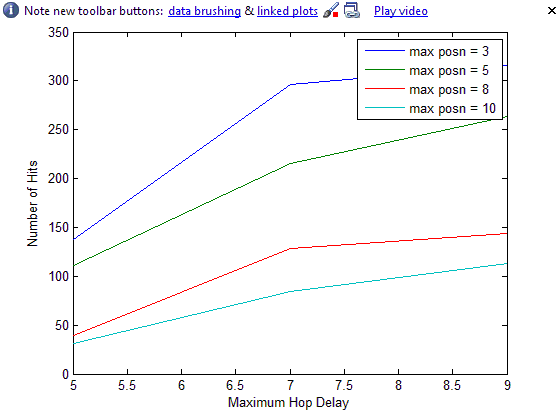 Note new toolbar buttons: data brushing & linked plots Play video
350
300
250
200
150
100
50
0
Number of Hits
max posn = 3
max posn = 5
max posn = 8
max posn = 10
5 5.5 6 6.5 7 7.5 8 8.5 9
Maximum Hop Delay